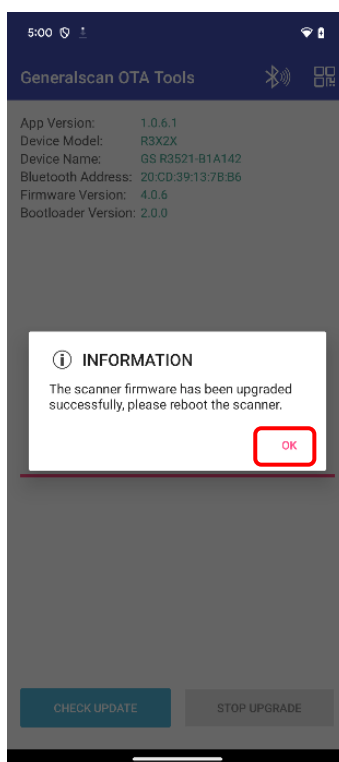 5:00
Generalscan OTA Tools
App Version: 1.0.6.1
Device Model: R3X2X
Device Name: GS R3521-B1A142
Bluetooth Address: 20:CD:39:13:7B:B6
Firmware Version: 4.0.6
Bootloader Version: 2.0.0
INFORMATION
The scanner firmware has been upgraded
successfully, please reboot the scanner.
OK
CHECK UPDATE
STOP UPGRADE